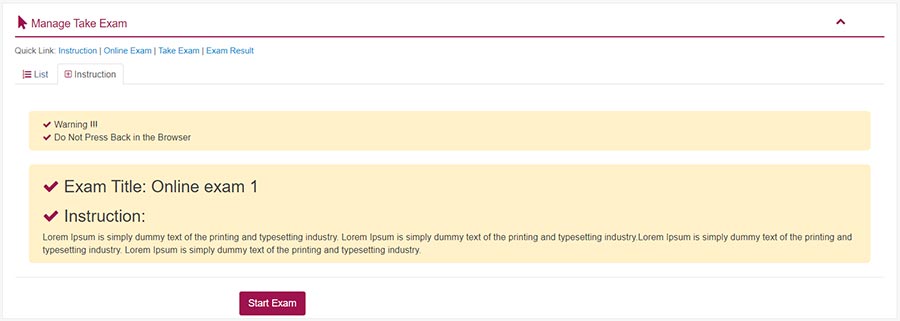 Manage Take Exam
Quick Link: Instruction | Online Exam | Take Exam | Exam Result
List
Instruction
Warning !!!
Do Not Press Back in the Browser
Exam Title: Online exam 1
Instruction:
Lorem Ipsum is simply dummy text of the printing and typesetting industry. Lorem Ipsum is simply dummy text of the printing and typesetting industry.Lorem Ipsum is simply dummy text of the printing and
typesetting industry. Lorem Ipsum is simply dummy text of the printing and typesetting industry.
Start Exam